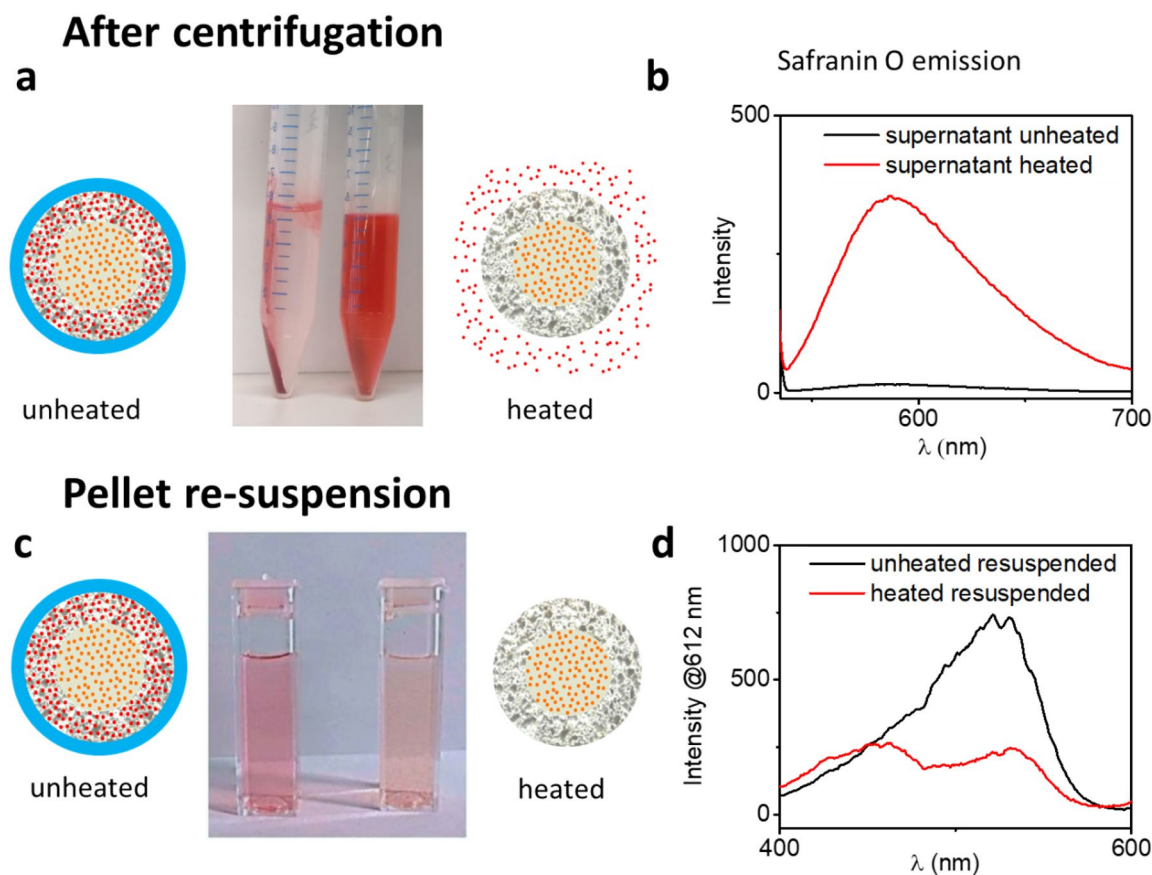 After centrifugation
a
unheated
heated
b
Safranin O emission
500
supernatant unheated
supernatant heated
Intensity
0
600
700
λ (nm)
Pellet re-suspension
c
unheated
heated
d
1000
unheated resuspended
heated resuspended
Intensity @612 nm
500
0
400
600
λ (nm)